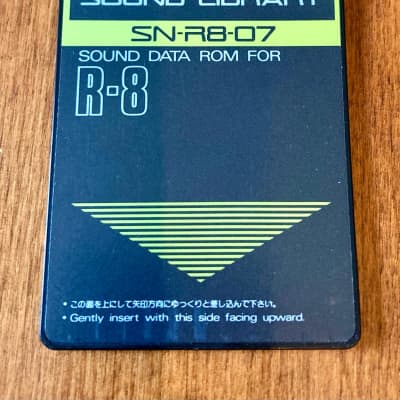 SOUND LIBRARY
SN-R8-07
SOUND DATA ROM FOR
R-8
・この面を上にして矢印方向にゆっくりと差し込んで下さい。
・Gently insert with this side facing upward.